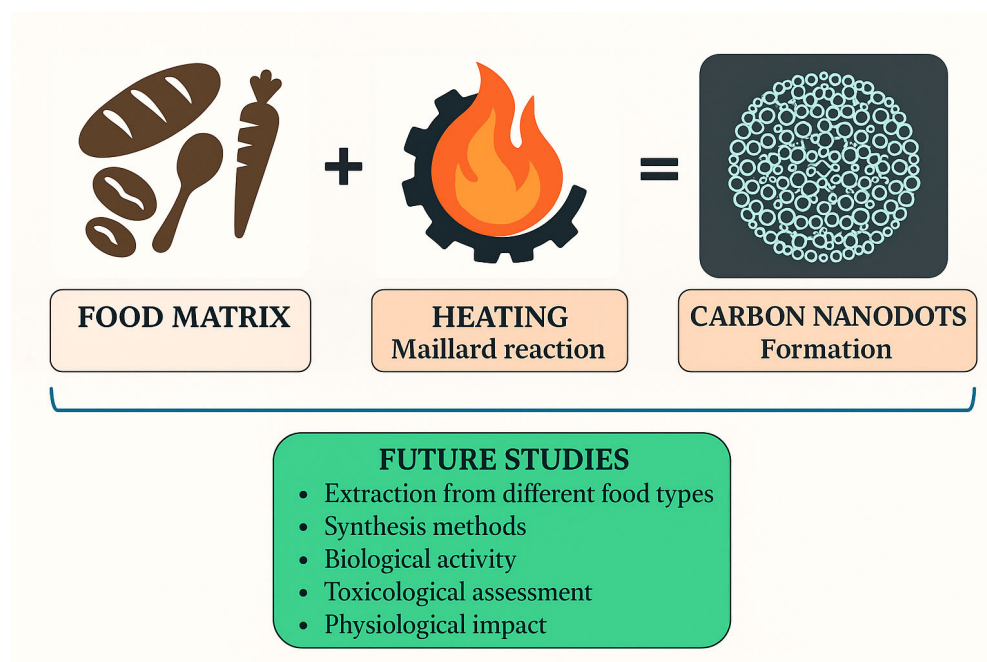 +
=
FOOD MATRIX
HEATING
Maillard reaction
CARBON NANODOTS
Formation
FUTURE STUDIES
• Extraction from different food types
• Synthesis methods
• Biological activity
• Toxicological assessment
• Physiological impact